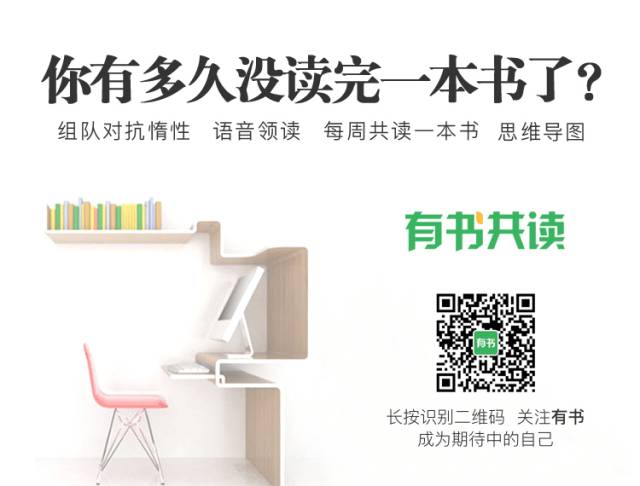 你有多久没读完一本书了?
组队对抗惰性 语音领读 每周共读一本书 思维导图
有书共读
有书
长按识别二维码 关注有书
成为期待中的自己